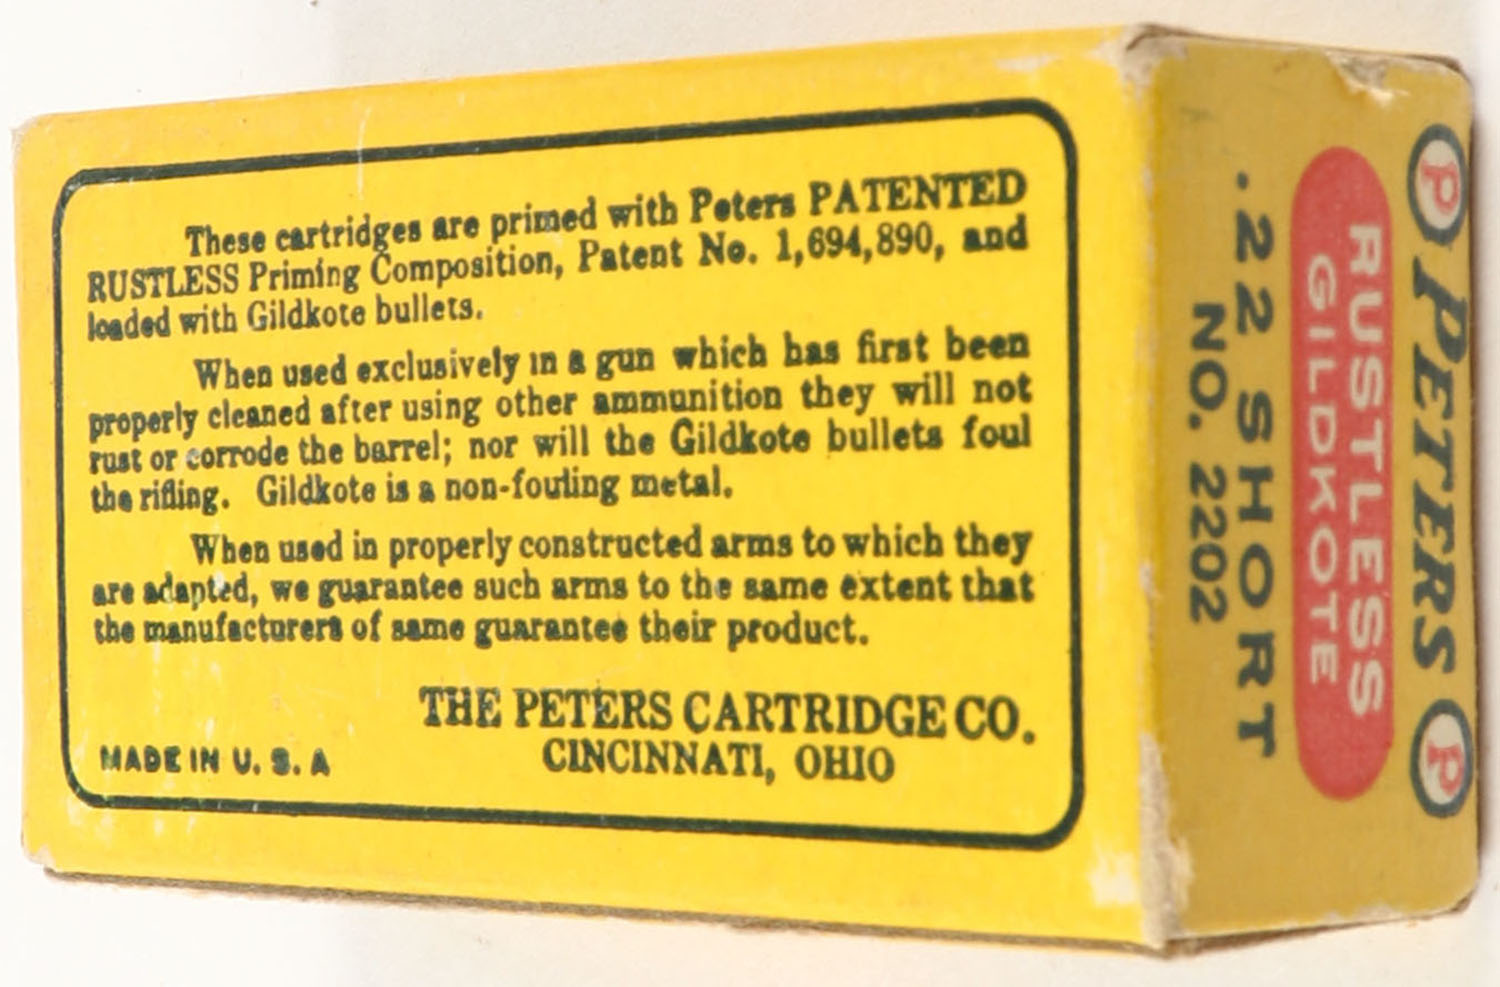 These cartridges are primed with Peters PATENTED
RUSTLESS Priming Composition, Patent No. 1,694,890, and
loaded with Gildkote bullets.
When used exclusively in a gun which has first been
properly cleaned after using other ammunition they will not
rust or corrode the barrel; nor will the Gildkote bullets foul
the rifling. Gildkote is a non-fouling metal.
When used in properly constructed arms to which they
are adapted, we guarantee such arms to the same extent that
the manufacturers of same guarantee their product.
THE PETERS CARTRIDGE CO.
CINCINNATI, OHIO
MADE IN U. S. A
P PETERS P
RUSTLESS
GILDKOTE
.22 SHORT
NO. 2202